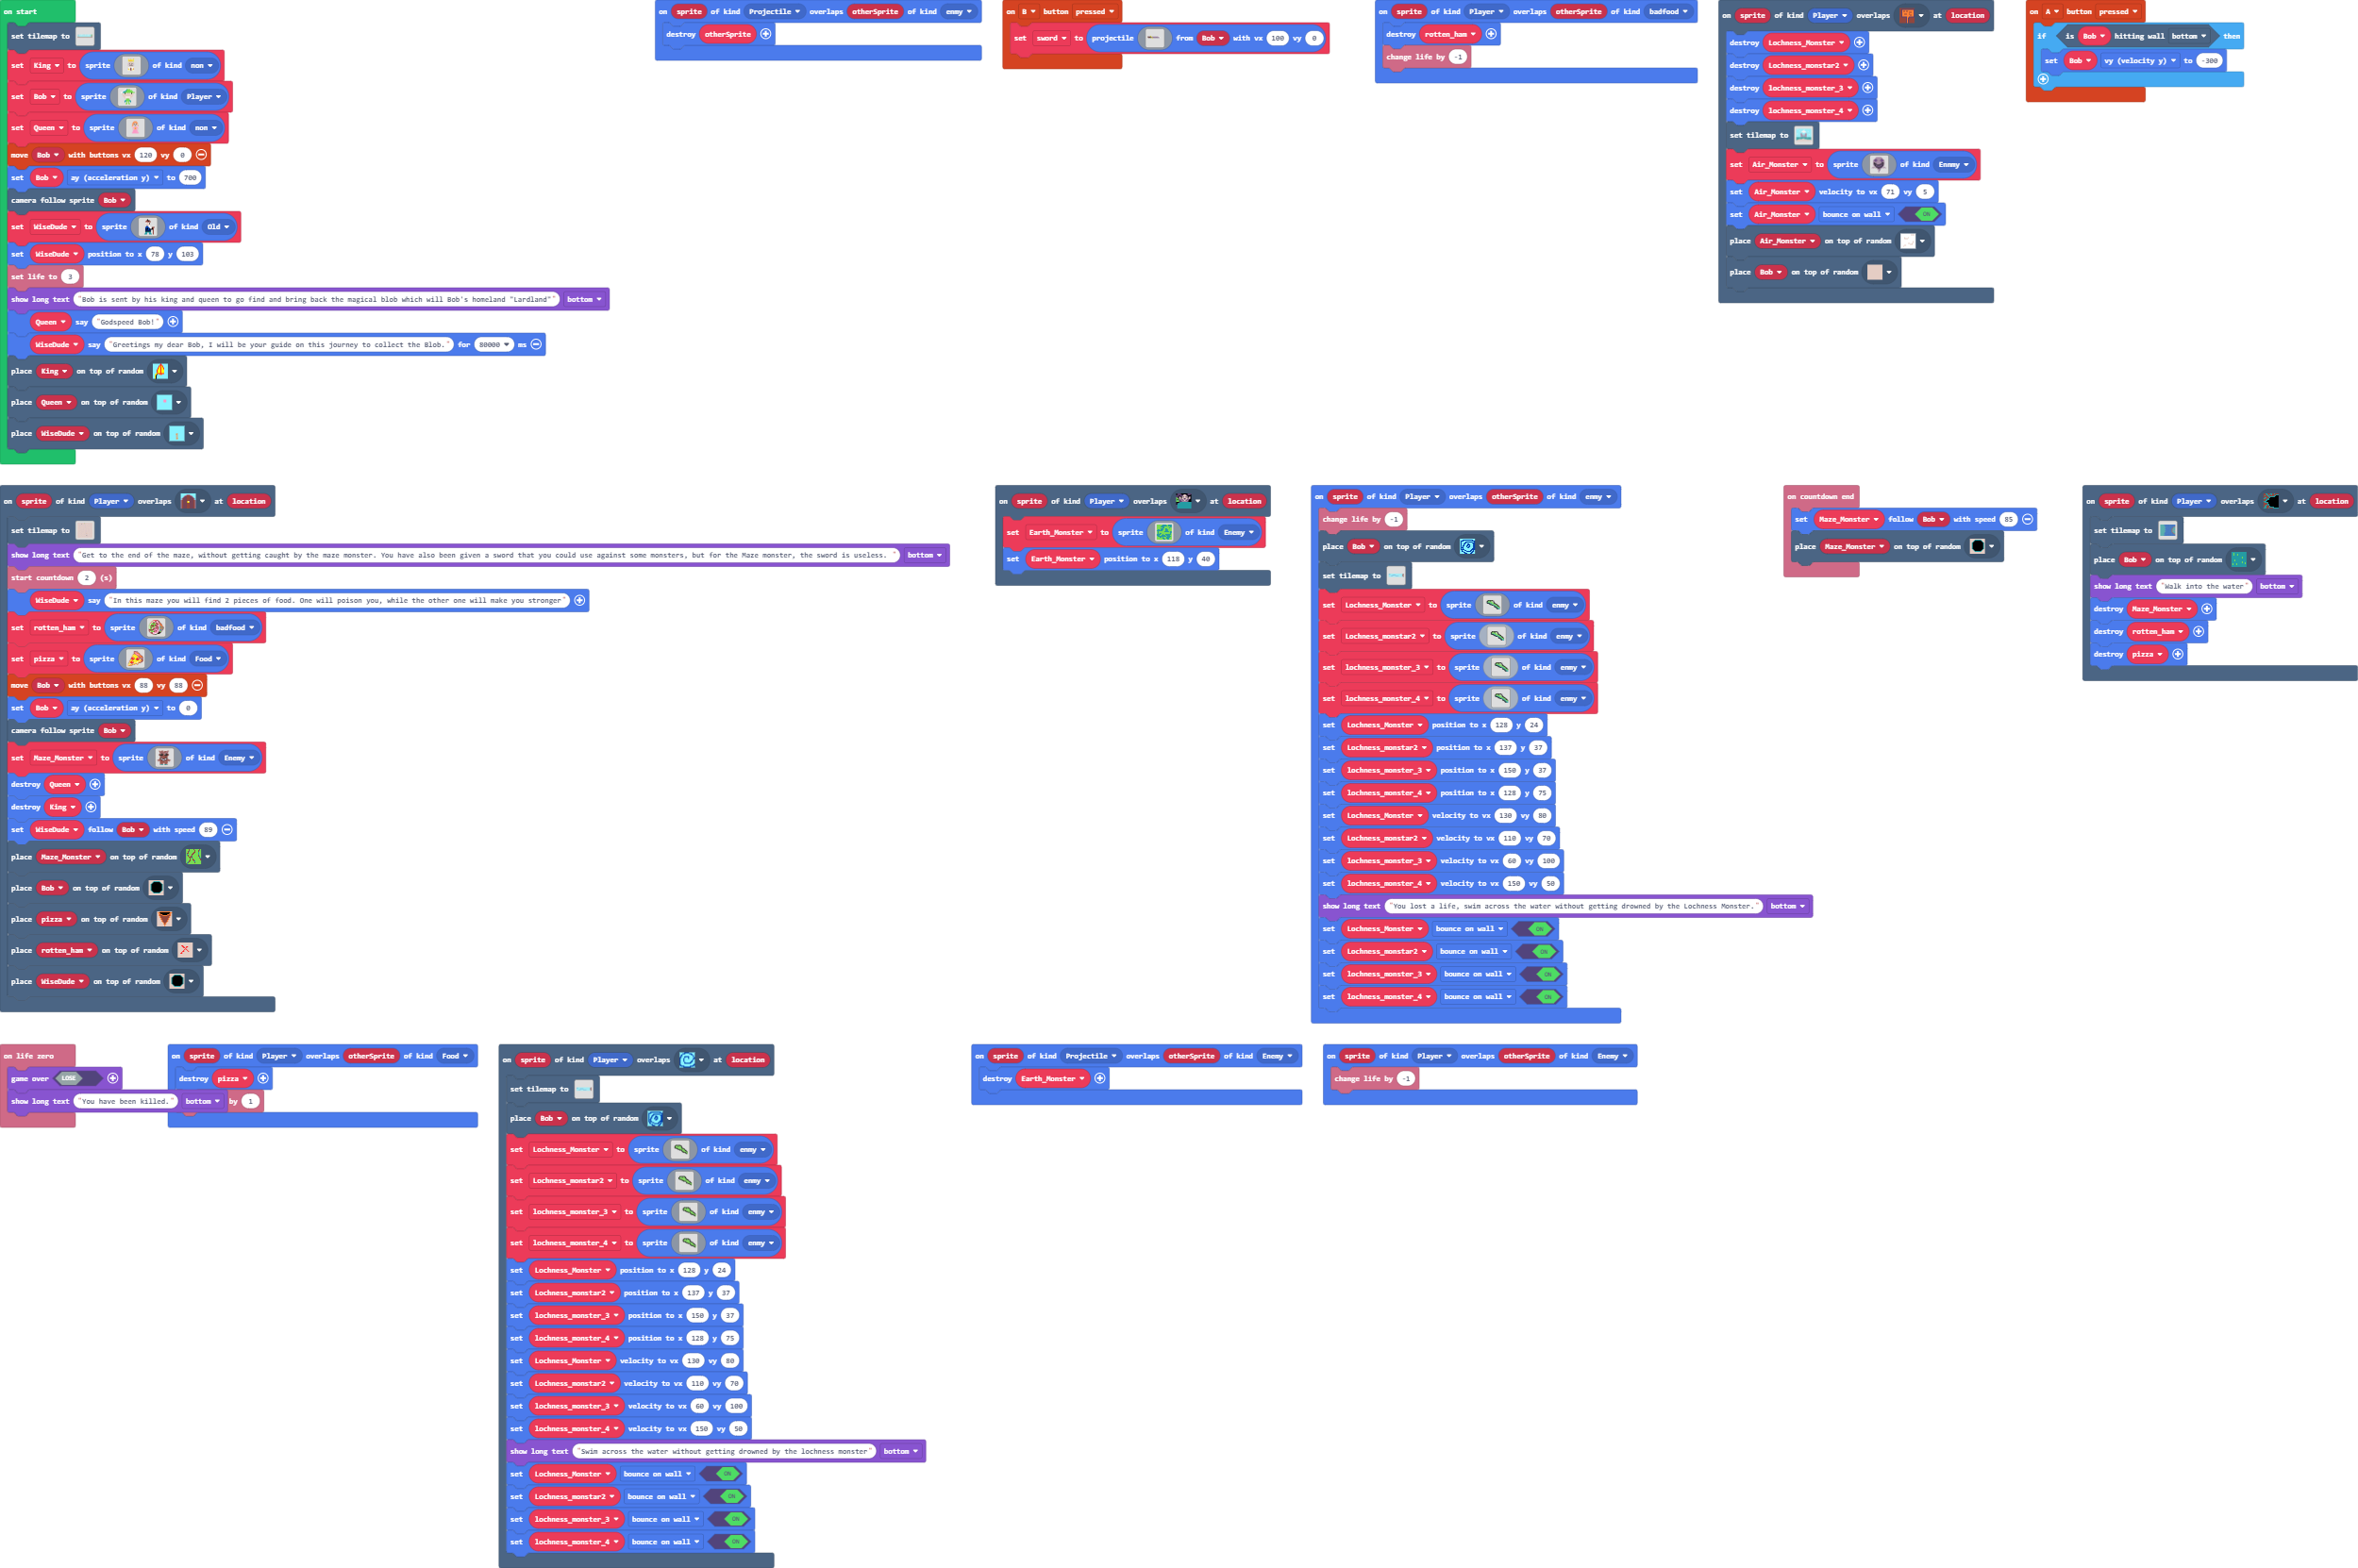 on start
set tilemap to
set King to sprite of kind non
set Bob to sprite of kind Player
set Queen to sprite of kind non
move Bob with buttons vx 120 vy 0
set Bob ay (acceleration y) to 700
camera follow sprite Bob
set WiseDude to sprite of kind Old
set WiseDude position to x 78 y 103
set life to 3
show long text "Bob is sent by his king and queen to go find and bring back the magical blob which will Bob's homeland "Lardland"" bottom
Queen say "Godspeed Bob!"
WiseDude say "Greetings my dear Bob, I will be your guide on this journey to collect the Blob." for 80000 ms
place King on top of random
place Queen on top of random
place WiseDude on top of random
on sprite of kind Projectile overlaps otherSprite of kind enmy
destroy otherSprite
on B button pressed
set sword to projectile from Bob with vx 100 vy 0
on sprite of kind Player overlaps otherSprite of kind badfood
destroy rotten_ham
change life by -1
on sprite of kind Player overlaps at location
destroy Lochness_Monster
destroy Lochness_monstar2
destroy lochness_monster_3
destroy lochness_monster_4
set tilemap to
set Air_Monster to sprite of kind Ennmy
set Air_Monster velocity to vx 71 vy 5
set Air_Monster bounce on wall ON
place Air_Monster on top of random
place Bob on top of random
on A button pressed
if is Bob hitting wall bottom then
set Bob vy (velocity y) to -300
on sprite of kind Player overlaps at location
set tilemap to
show long text "Get to the end of the maze, without getting caught by the maze monster. You have also been given a sword that you could use against some monsters, but for the Maze monster, the sword is useless. " bottom
start countdown 2 (s)
WiseDude say "In this maze you will find 2 pieces of food. One will poison you, while the other one will make you stronger"
set rotten_ham to sprite of kind badfood
set pizza to sprite of kind Food
move Bob with buttons vx 88 vy 88
set Bob ay (acceleration y) to 0
camera follow sprite Bob
set Maze_Monster to sprite of kind Enemy
destroy Queen
destroy King
set WiseDude follow Bob with speed 89
place Maze_Monster on top of random
place Bob on top of random
place pizza on top of random
place rotten_ham on top of random
place WiseDude on top of random
on sprite of kind Player overlaps at location
set Earth_Monster to sprite of kind Enemy
set Earth_Monster position to x 118 y 40
on sprite of kind Player overlaps otherSprite of kind enmy
change life by -1
place Bob on top of random
set tilemap to
set Lochness_Monster to sprite of kind enmy
set Lochness_monstar2 to sprite of kind enmy
set lochness_monster_3 to sprite of kind enmy
set lochness_monster_4 to sprite of kind enmy
set Lochness_Monster position to x 128 y 24
set Lochness_monstar2 position to x 137 y 37
set lochness_monster_3 position to x 150 y 37
set lochness_monster_4 position to x 128 y 75
set Lochness_Monster velocity to vx 130 vy 80
set Lochness_monstar2 velocity to vx 110 vy 70
set lochness_monster_3 velocity to vx 60 vy 100
set lochness_monster_4 velocity to vx 150 vy 50
show long text "You lost a life, swim across the water without getting drowned by the Lochness Monster." bottom
set Lochness_Monster bounce on wall ON
set Lochness_monstar2 bounce on wall ON
set lochness_monster_3 bounce on wall ON
set lochness_monster_4 bounce on wall ON
on countdown end
set Maze_Monster follow Bob with speed 85
place Maze_Monster on top of random
on sprite of kind Player overlaps at location
set tilemap to
place Bob on top of random
show long text "Walk into the water" bottom
destroy Maze_Monster
destroy rotten_ham
destroy pizza
on life zero
game over LOSE
show long text "You have been killed." bottom
on sprite of kind Player overlaps otherSprite of kind Food
destroy pizza
by 1
on sprite of kind Player overlaps at location
set tilemap to
place Bob on top of random
set Lochness_Monster to sprite of kind enmy
set Lochness_monstar2 to sprite of kind enmy
set lochness_monster_3 to sprite of kind enmy
set lochness_monster_4 to sprite of kind enmy
set Lochness_Monster position to x 128 y 24
set Lochness_monstar2 position to x 137 y 37
set lochness_monster_3 position to x 150 y 37
set lochness_monster_4 position to x 128 y 75
set Lochness_Monster velocity to vx 130 vy 80
set Lochness_monstar2 velocity to vx 110 vy 70
set lochness_monster_3 velocity to vx 60 vy 100
set lochness_monster_4 velocity to vx 150 vy 50
show long text "Swim across the water without getting drowned by the lochness monster" bottom
set Lochness_Monster bounce on wall ON
set Lochness_monstar2 bounce on wall ON
set lochness_monster_3 bounce on wall ON
set lochness_monster_4 bounce on wall ON
on sprite of kind Projectile overlaps otherSprite of kind Enemy
destroy Earth_Monster
on sprite of kind Player overlaps otherSprite of kind Enemy
change life by -1